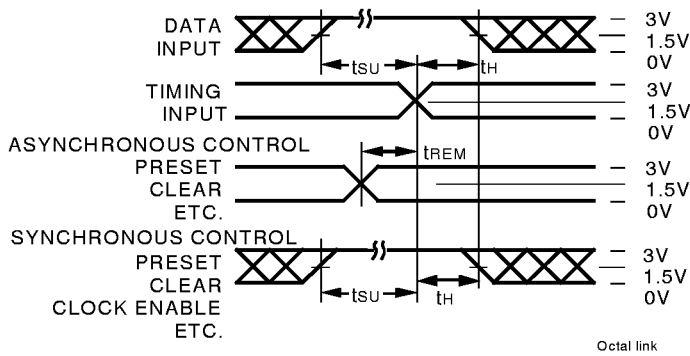 DATA
INPUT
3V
1.5V
0V
tSU
tH
TIMING
INPUT
3V
1.5V
0V
ASYNCHRONOUS CONTROL
PRESET
CLEAR
ETC.
tREM
3V
1.5V
0V
SYNCHRONOUS CONTROL
PRESET
CLEAR
CLOCK ENABLE
ETC.
tSU
tH
3V
1.5V
0V
Octal link